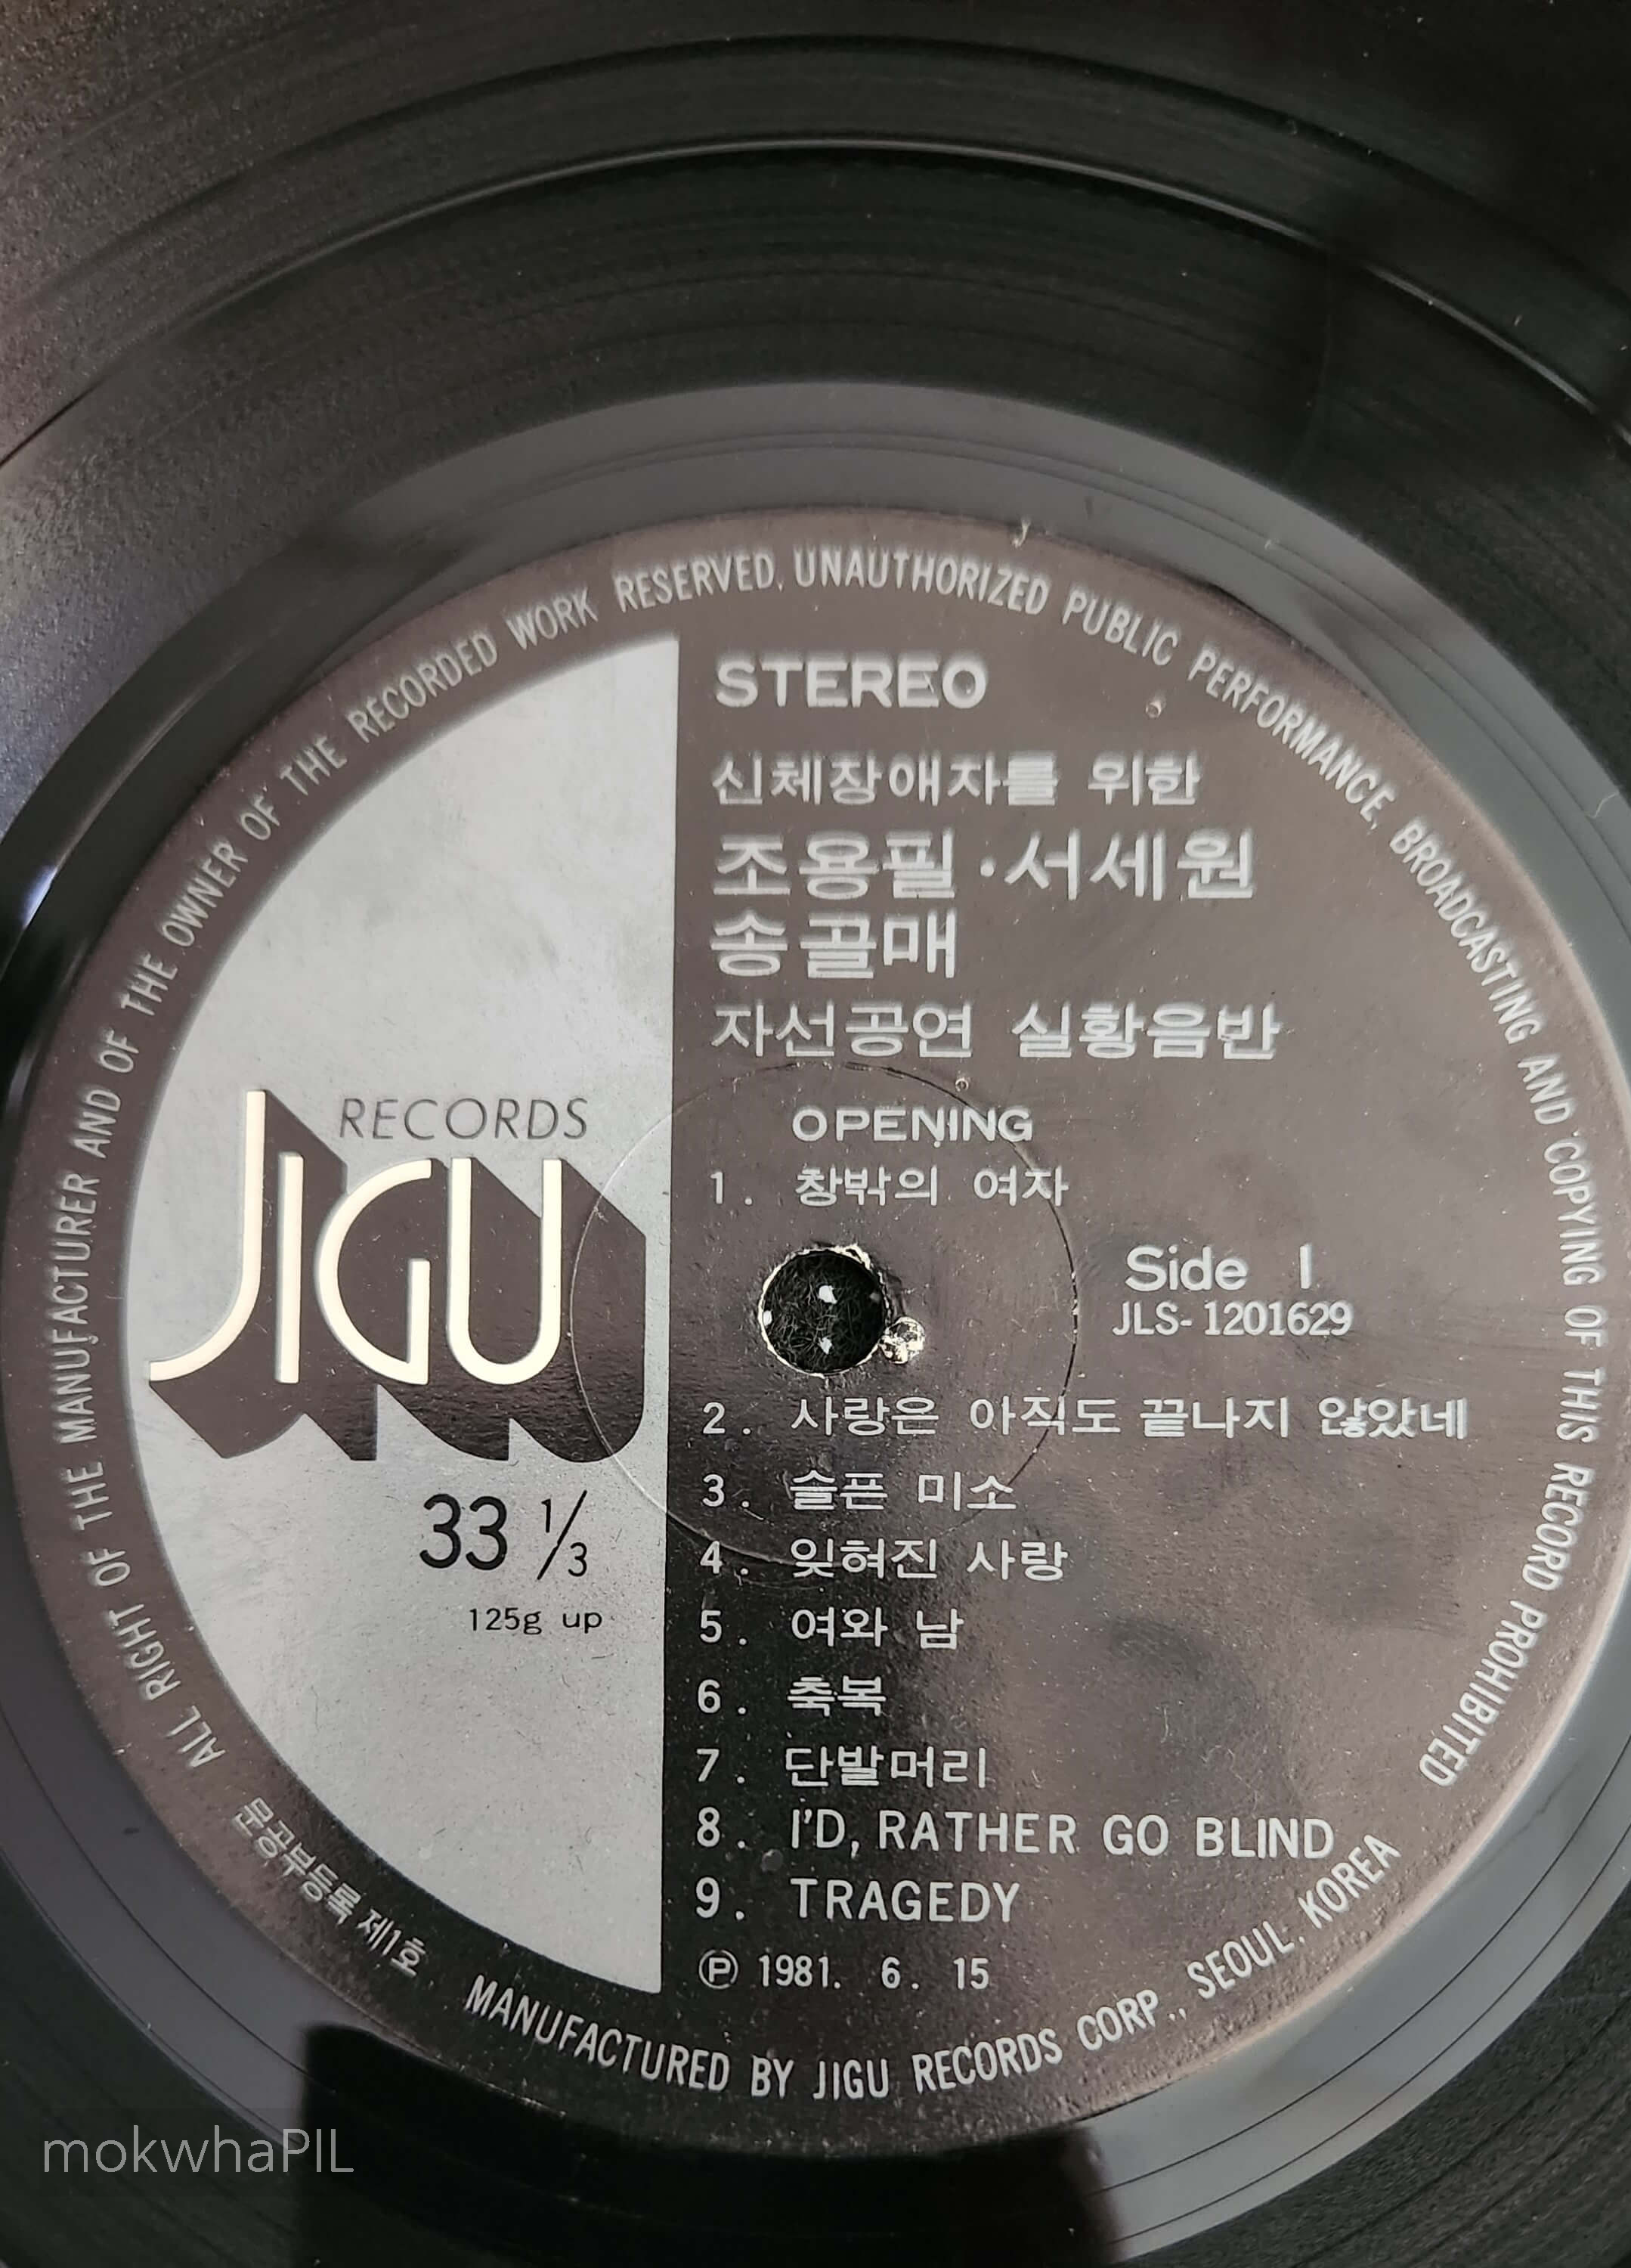 STEREO
신체장애자를 위한
조용필·서세원
송골매
자선공연 실황음반
OPENING
1. 창밖의 여자
Side 1
JLS-1201629
2. 사랑은 아직도 끝나지 않았네
3. 슬픈 미소
4. 잊혀진 사랑
5. 여와 남
6. 축복
7. 단발머리
8. I'D, RATHER GO BLIND
9. TRAGEDY
Ⓟ 1981. 6. 15
RECORDS
JIGU
33 1/3
125g up
ALL RIGHT OF THE MANUFACTURER AND OF THE OWNER OF THE RECORDED WORK RESERVED. UNAUTHORIZED PUBLIC PERFORMANCE, BROADCASTING AND COPYING OF THIS RECORD PROHIBITED
문공부등록 제1호 MANUFACTURED BY JIGU RECORDS CORP., SEOUL, KOREA
mokwhaPIL